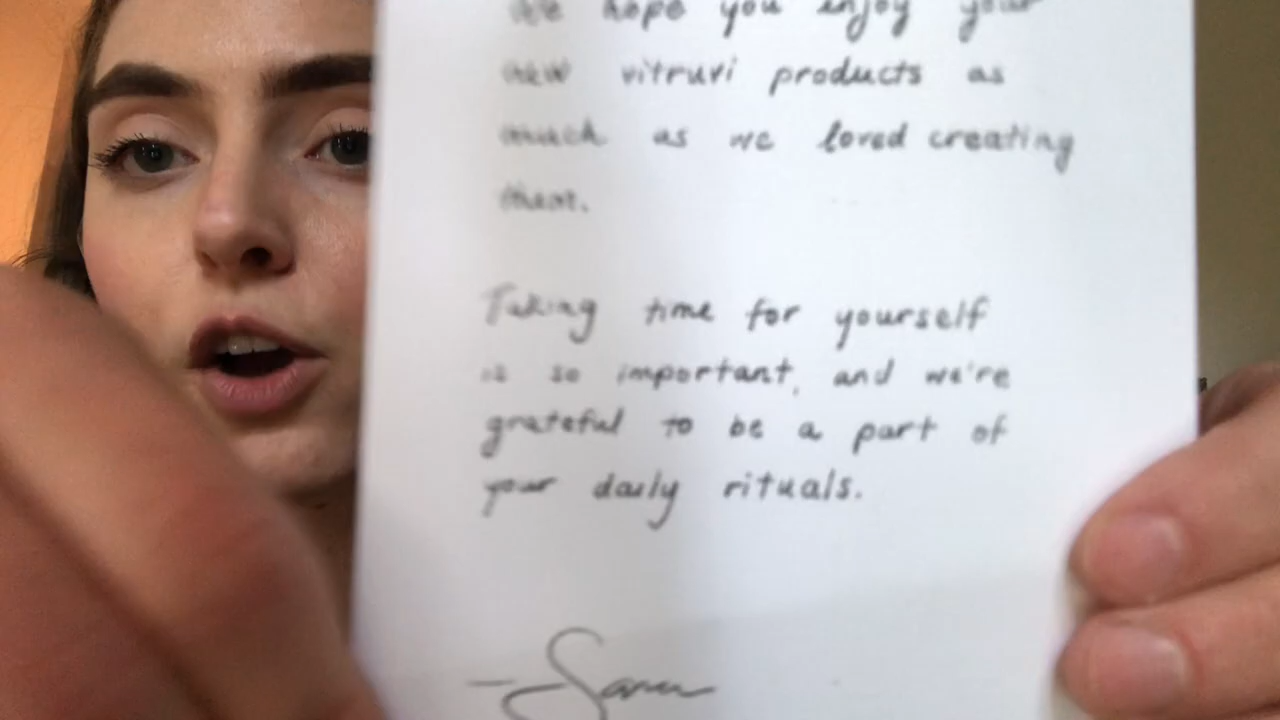 We hope you enjoy your
new vitruvi products as
much as we loved creating
them.
Taking time for yourself
is so important, and we're
grateful to be a part of
your daily rituals.